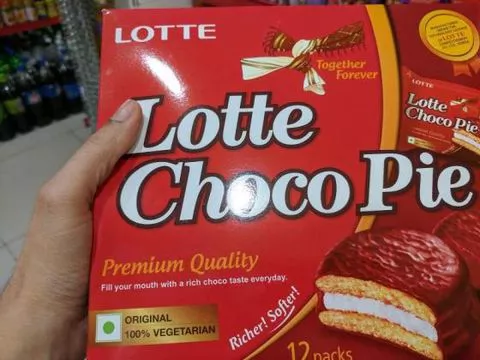 LOTTE
Together
Forever
LOTTE
Lotte
Choco Pie
Lotte
Choco Pie
Premium Quality
Fill your mouth with a rich choco taste everyday.
ORIGINAL
100% VEGETARIAN
Richer! Softer!
12 packs